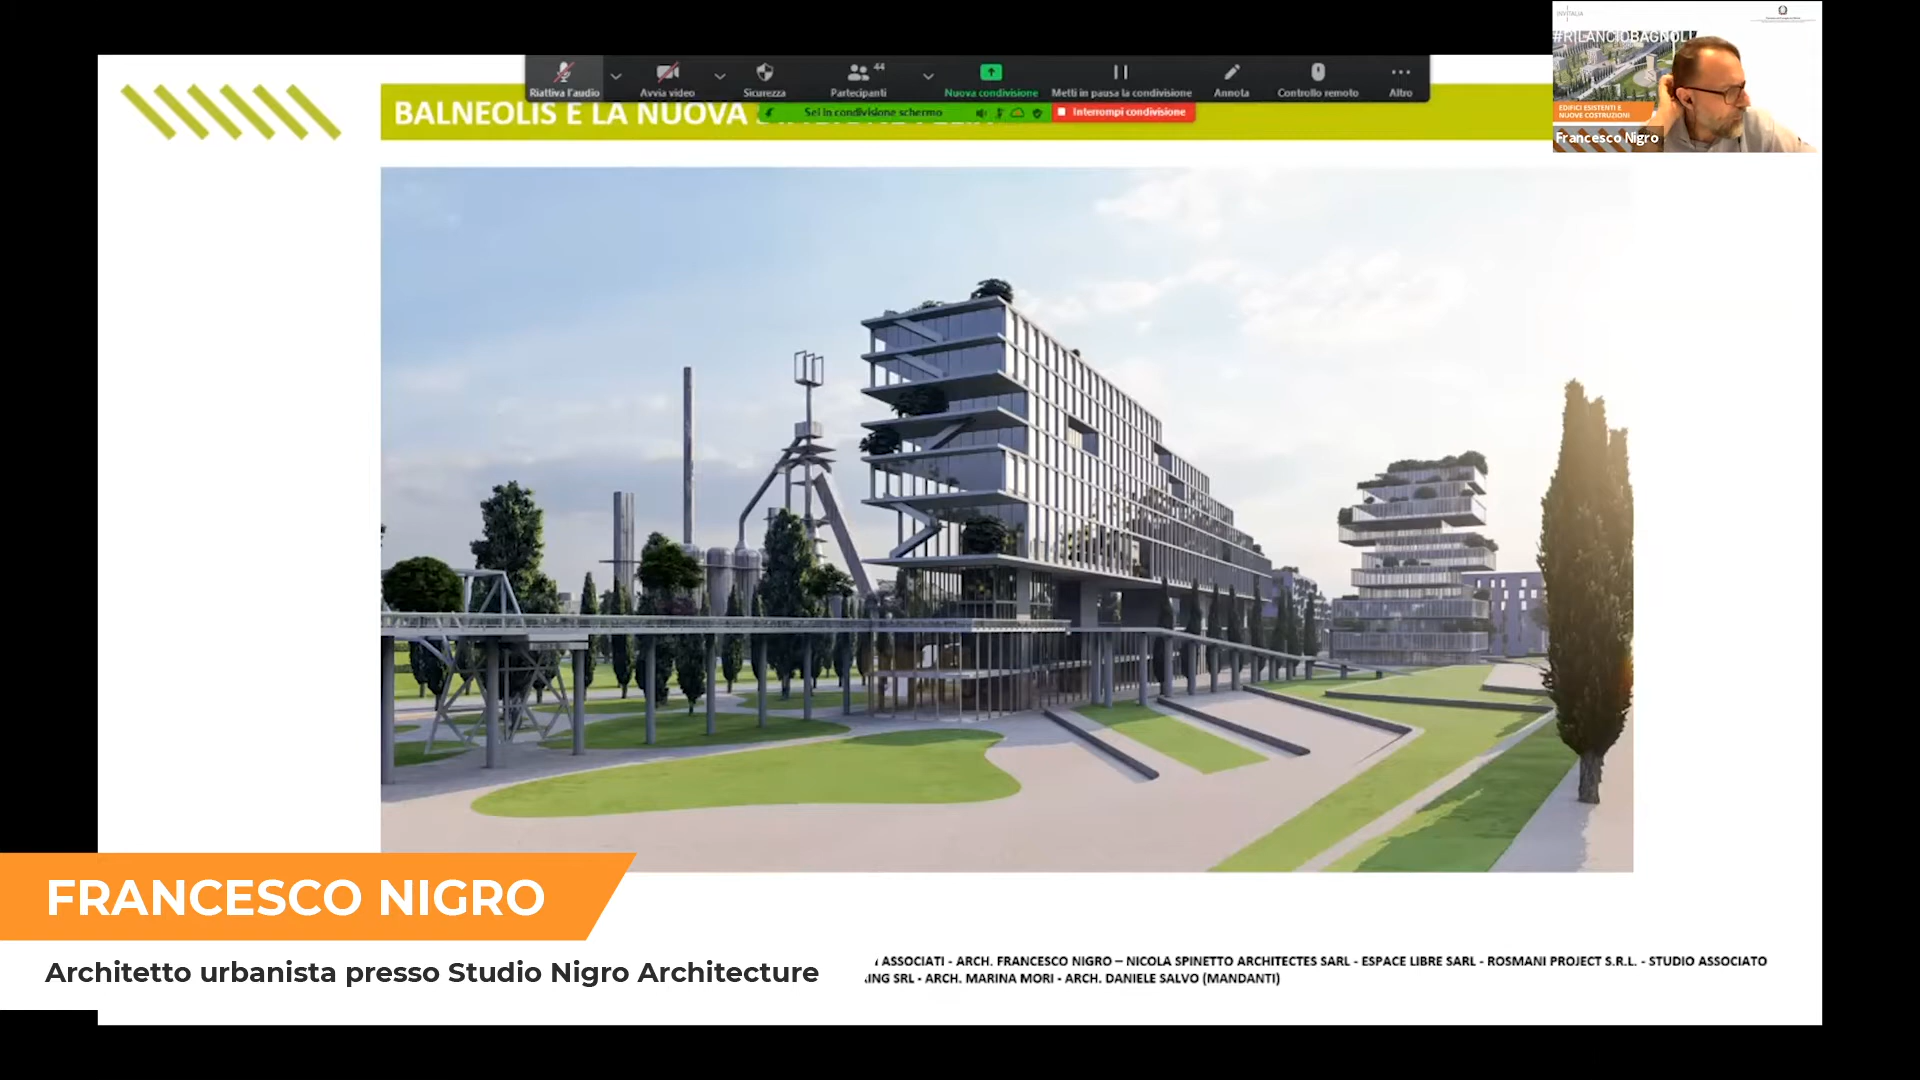 Riattiva l'audio
Avvia video
Sicurezza
Partecipanti
44
Nuova condivisione
Metti in pausa la condivisione
Annota
Controllo remoto
Altro
Sei in condivisione schermo
Interrompi condivisione
BALNEOLIS E LA NUOVA
INVITALIA
#RILANCIOBAGNOLI
EDIFICI ESISTENTI E
NUOVE COSTRUZIONI
Francesco Nigro
FRANCESCO NIGRO
Architetto urbanista presso Studio Nigro Architecture
ASSOCIATI - ARCH. FRANCESCO NIGRO – NICOLA SPINETTO ARCHITECTES SARL - ESPACE LIBRE SARL - ROSMANI PROJECT S.R.L. - STUDIO ASSOCIATO
ING SRL - ARCH. MARINA MORI - ARCH. DANIELE SALVO (MANDANTI)